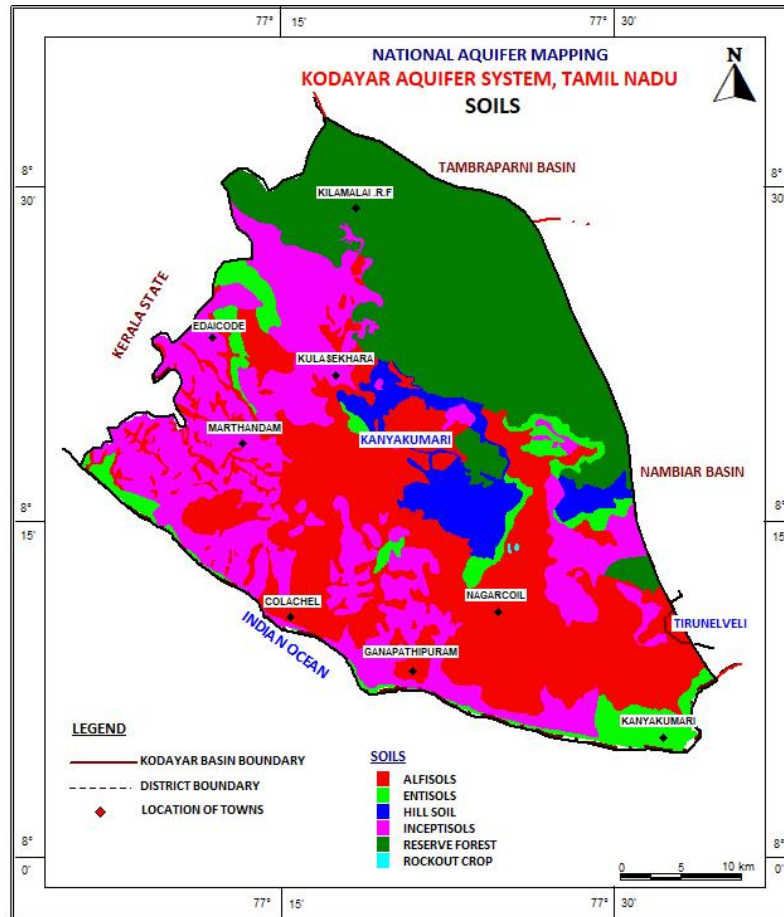 77° 15'
77° 30'
NATIONAL AQUIFER MAPPING
KODAYAR AQUIFER SYSTEM, TAMIL NADU
SOILS
N
8° 30'
8° 30'
TAMBRAPARNI BASIN
KILAMALAI .R.F
KERALA STATE
EDAICODE
KULASEKHARA
MARTHANDAM
KANYAKUMARI
NAMBIAR BASIN
8° 15'
8° 15'
COLACHEL
NAGARCOIL
INDIAN OCEAN
TIRUNELVELI
GANAPATHIPURAM
KANYAKUMARI
LEGEND
KODAYAR BASIN BOUNDARY
DISTRICT BOUNDARY
LOCATION OF TOWNS
SOILS
ALFISOLS
ENTISOLS
HILL SOIL
INCEPTISOLS
RESERVE FOREST
ROCKOUT CROP
8° 0'
8° 0'
0 5 10 km
77° 15'
77° 30'